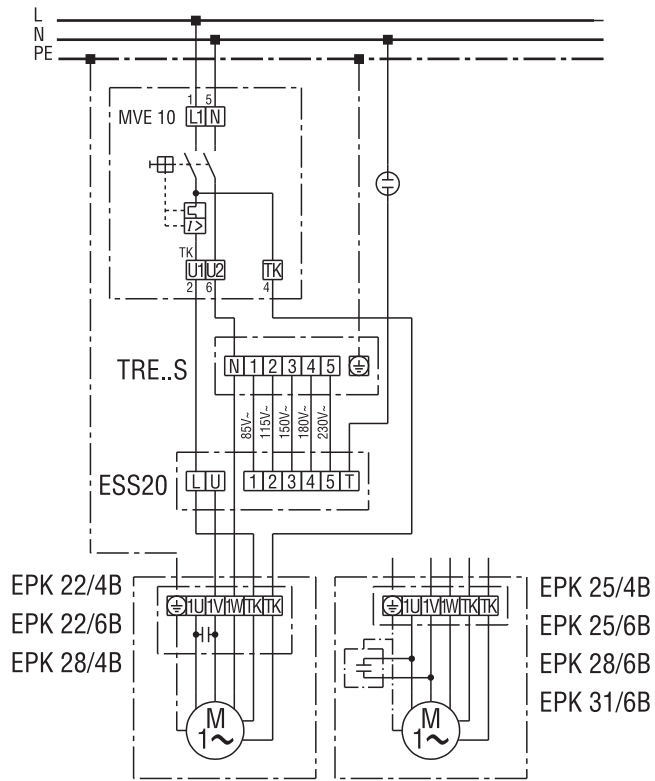 L
N
PE
1 5
MVE 10 L1 N
I>
TK
U1 U2 TK
2 6 4
TRE..S
N 1 2 3 4 5
85V~ 115V~ 150V~ 180V~ 230V~
ESS20
L U 1 2 3 4 5 T
EPK 22/4B
EPK 22/6B
EPK 28/4B
1U 1V 1W TK TK
M
1~
1U 1V 1W TK TK
M
1~
EPK 25/4B
EPK 25/6B
EPK 28/6B
EPK 31/6B